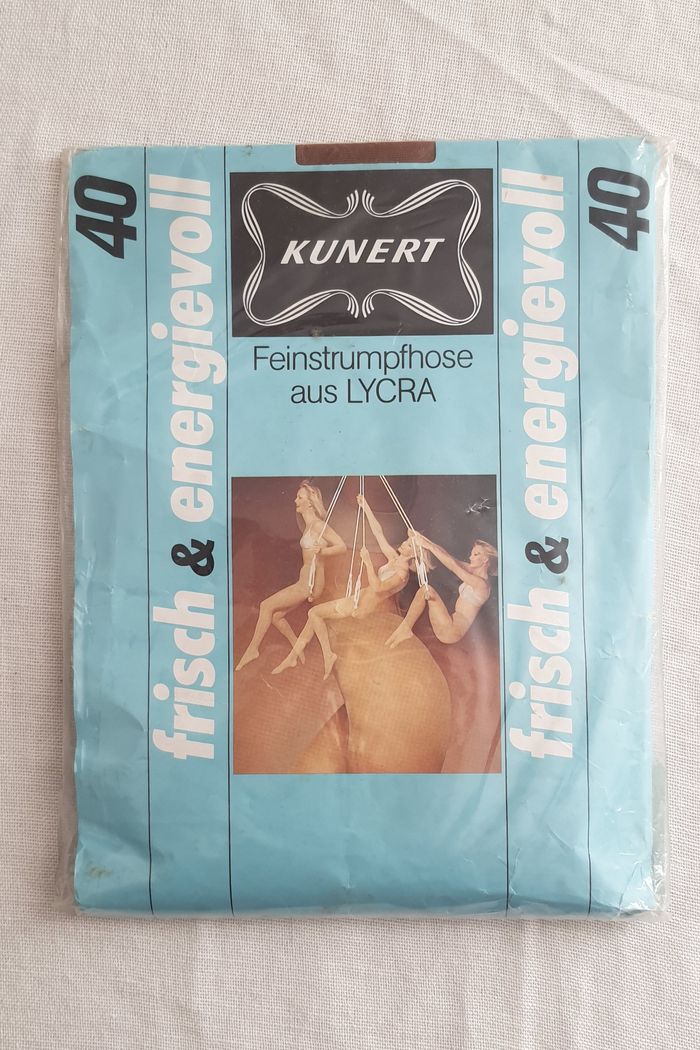 40
frisch & energievoll
KUNERT
Feinstrumpfhose
aus LYCRA
frisch & energievoll
40